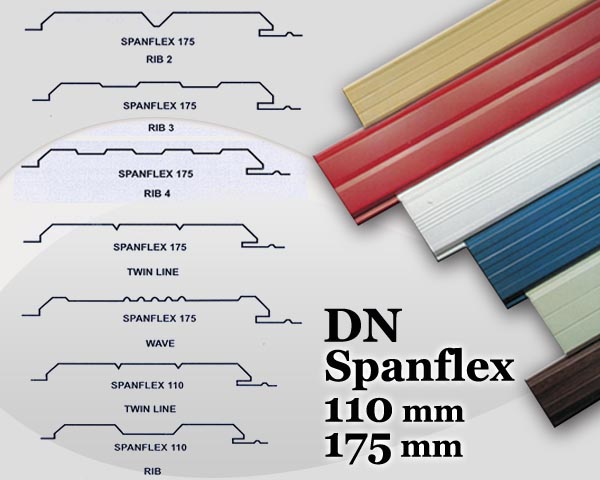 SPANFLEX 175
RIB 2
SPANFLEX 175
RIB 3
SPANFLEX 175
RIB 4
SPANFLEX 175
TWIN LINE
SPANFLEX 175
WAVE
SPANFLEX 110
TWIN LINE
SPANFLEX 110
RIB
DN
Spanflex
110 mm
175 mm